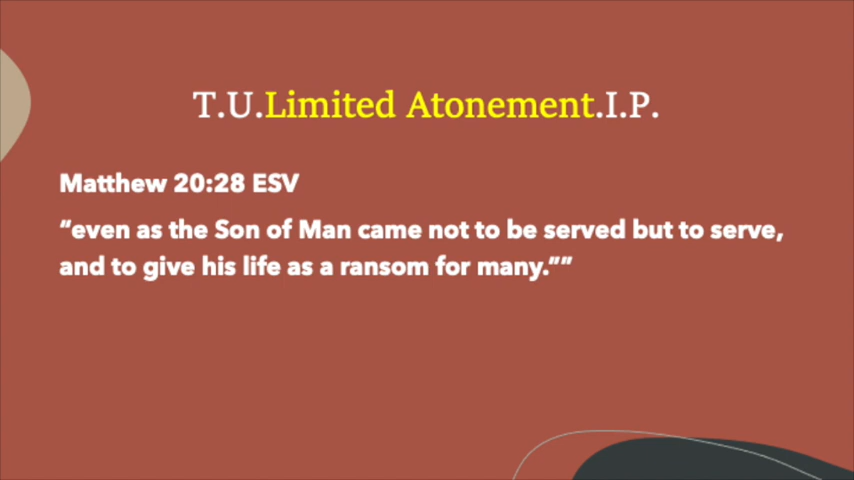 T.U.Limited Atonement.I.P.
Matthew 20:28 ESV
“even as the Son of Man came not to be served but to serve,
and to give his life as a ransom for many.””